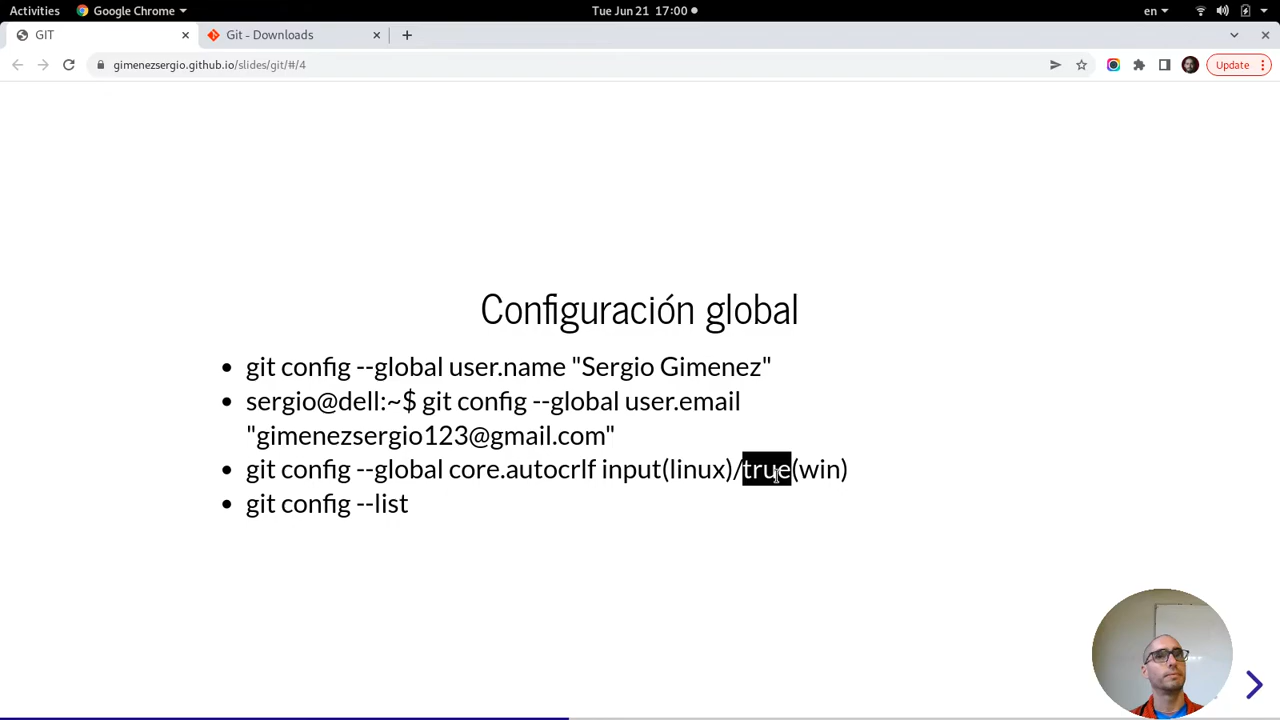 Activities Google Chrome Tue Jun 21 17:00 en
GIT Git - Downloads
gimenezsergio.github.io/slides/git/#/4 Update
Configuración global
git config --global user.name "Sergio Gimenez"
sergio@dell:~$ git config --global user.email
"gimenezsergio123@gmail.com"
git config --global core.autocrlf input(linux)/true(win)
git config --list